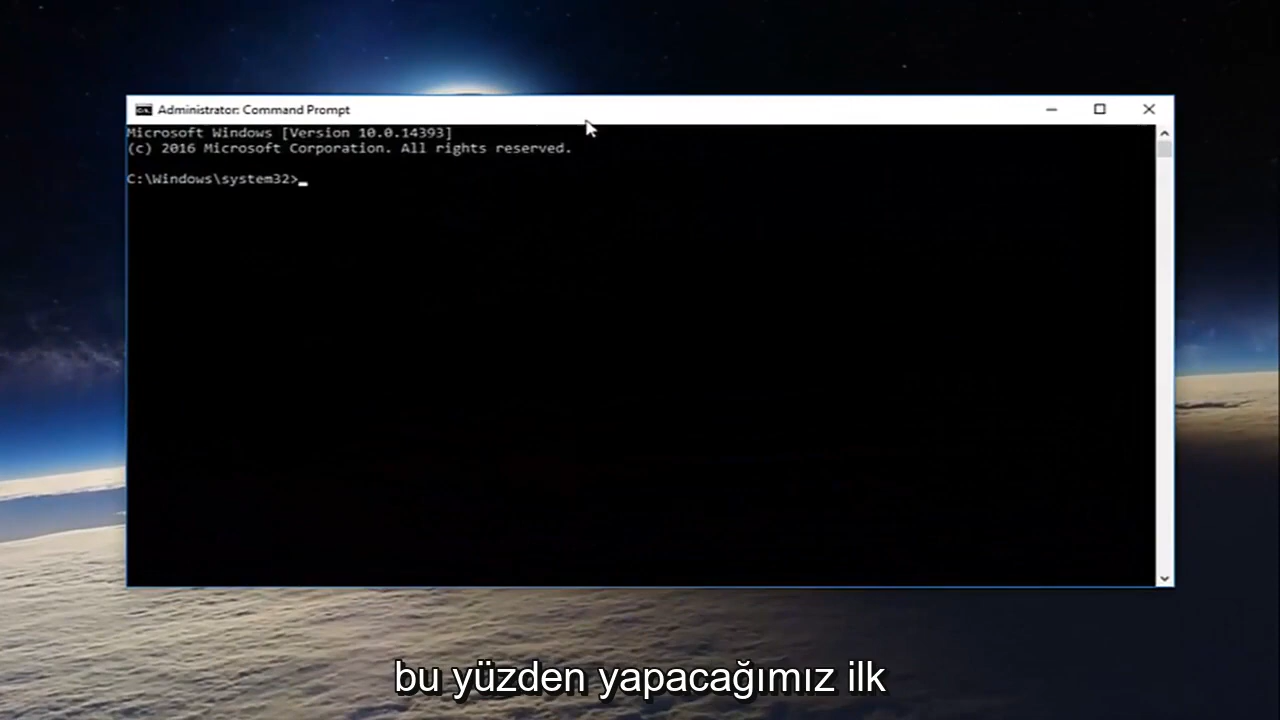 Administrator: Command Prompt
Microsoft Windows [Version 10.0.14393]
(c) 2016 Microsoft Corporation. All rights reserved.
C:\Windows\system32>
bu yüzden yapacağımız ilk